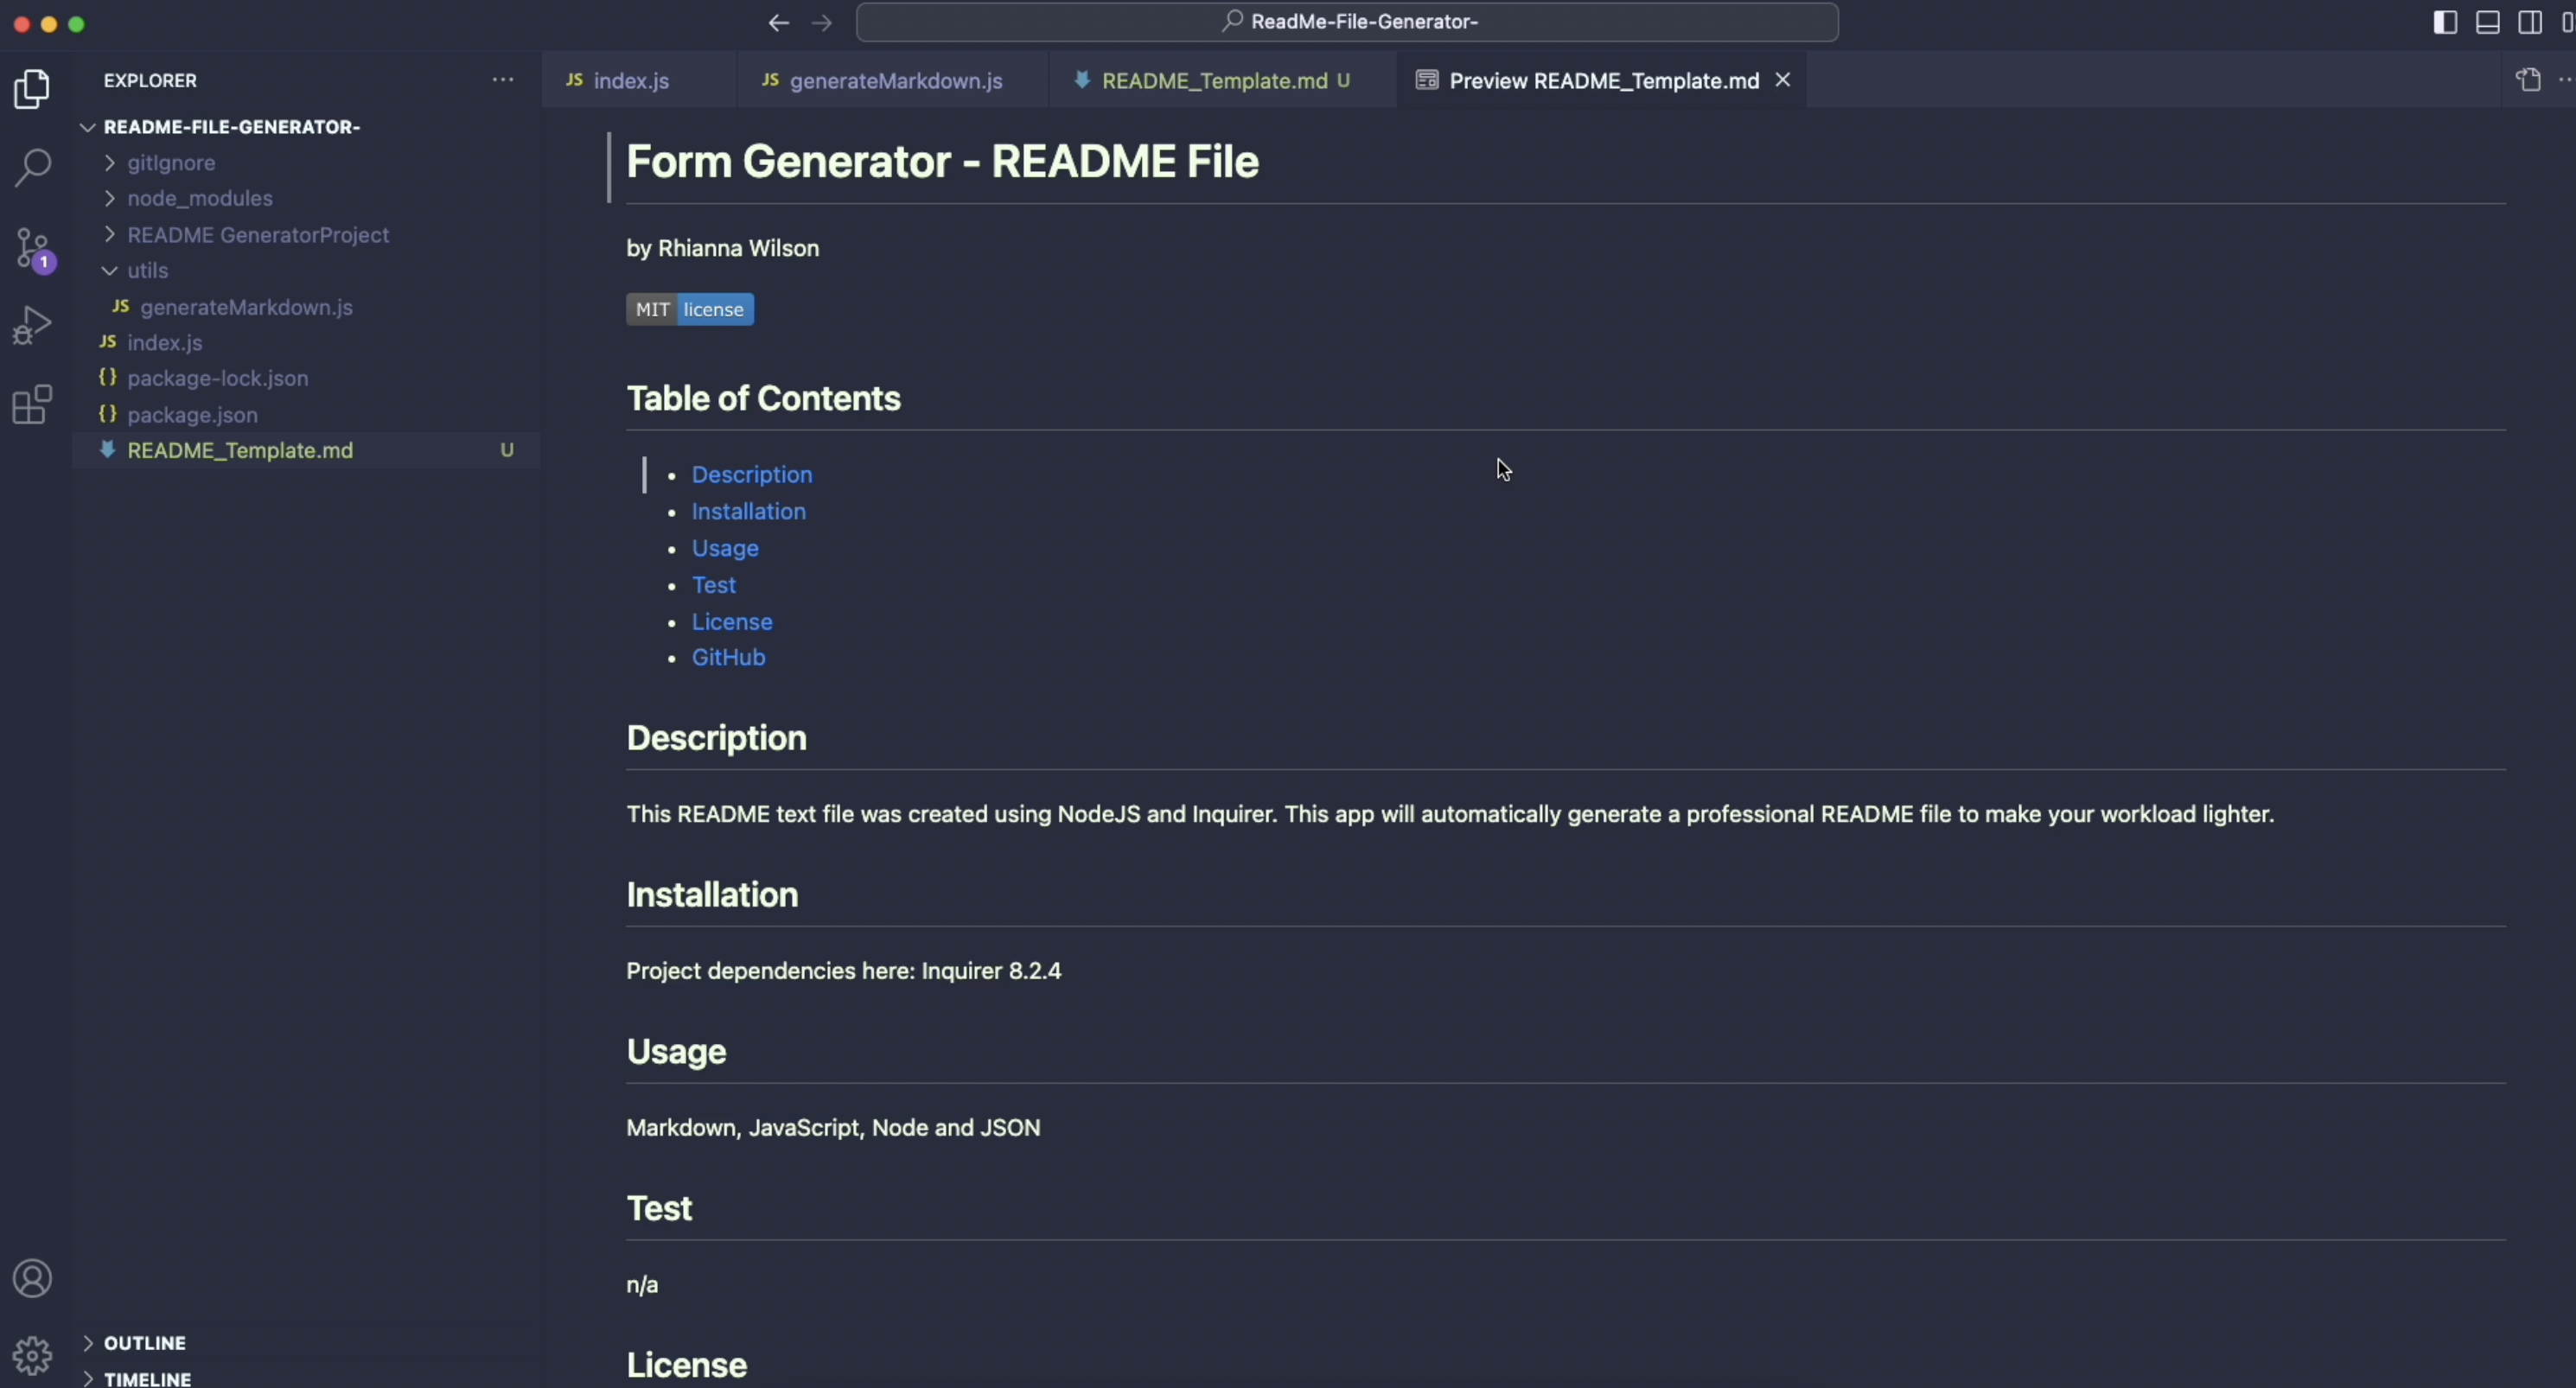 ReadMe-File-Generator-
EXPLORER
README-FILE-GENERATOR-
gitIgnore
node_modules
README GeneratorProject
utils
JS generateMarkdown.js
JS index.js
{} package-lock.json
{} package.json
README_Template.md U
1
OUTLINE
TIMELINE
JS index.js
JS generateMarkdown.js
README_Template.md U
Preview README_Template.md
Form Generator - README File
by Rhianna Wilson
MIT license
Table of Contents
• Description
• Installation
• Usage
• Test
• License
• GitHub
Description
This README text file was created using NodeJS and Inquirer. This app will automatically generate a professional README file to make your workload lighter.
Installation
Project dependencies here: Inquirer 8.2.4
Usage
Markdown, JavaScript, Node and JSON
Test
n/a
License